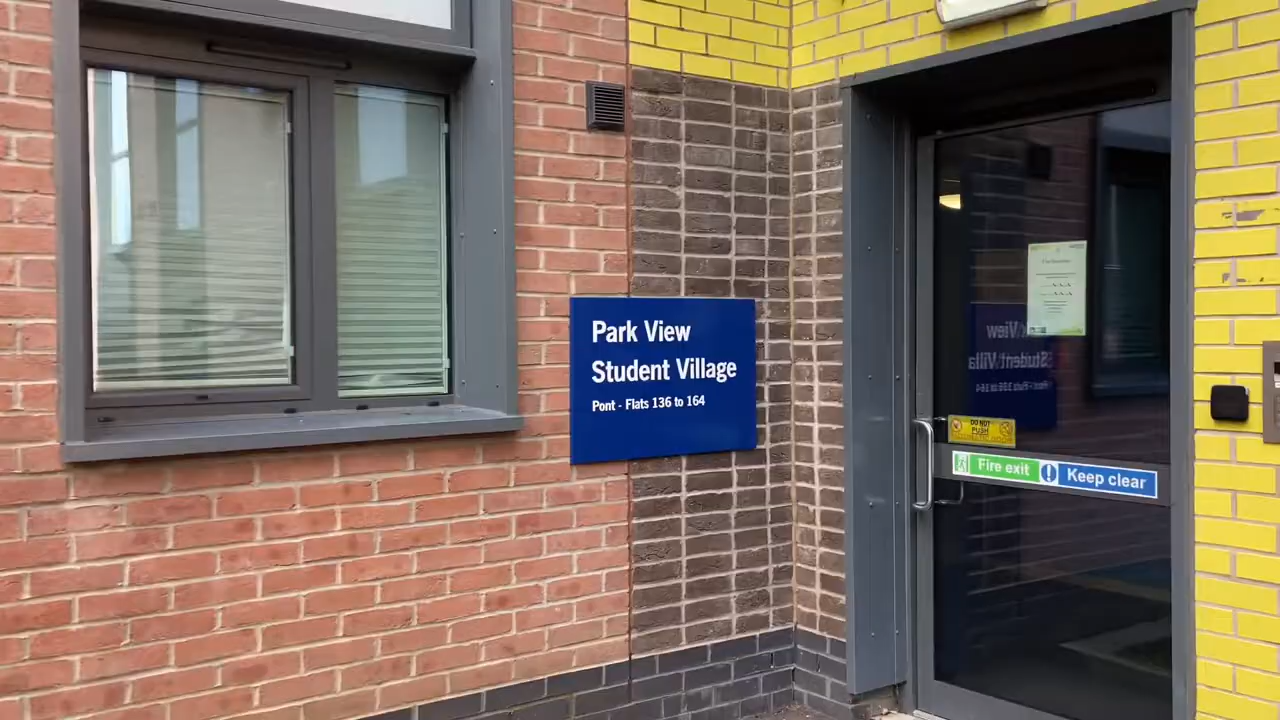 Park View
Student Village
Pont - Flats 136 to 164
DO NOT
PUSH
Fire exit
Keep clear